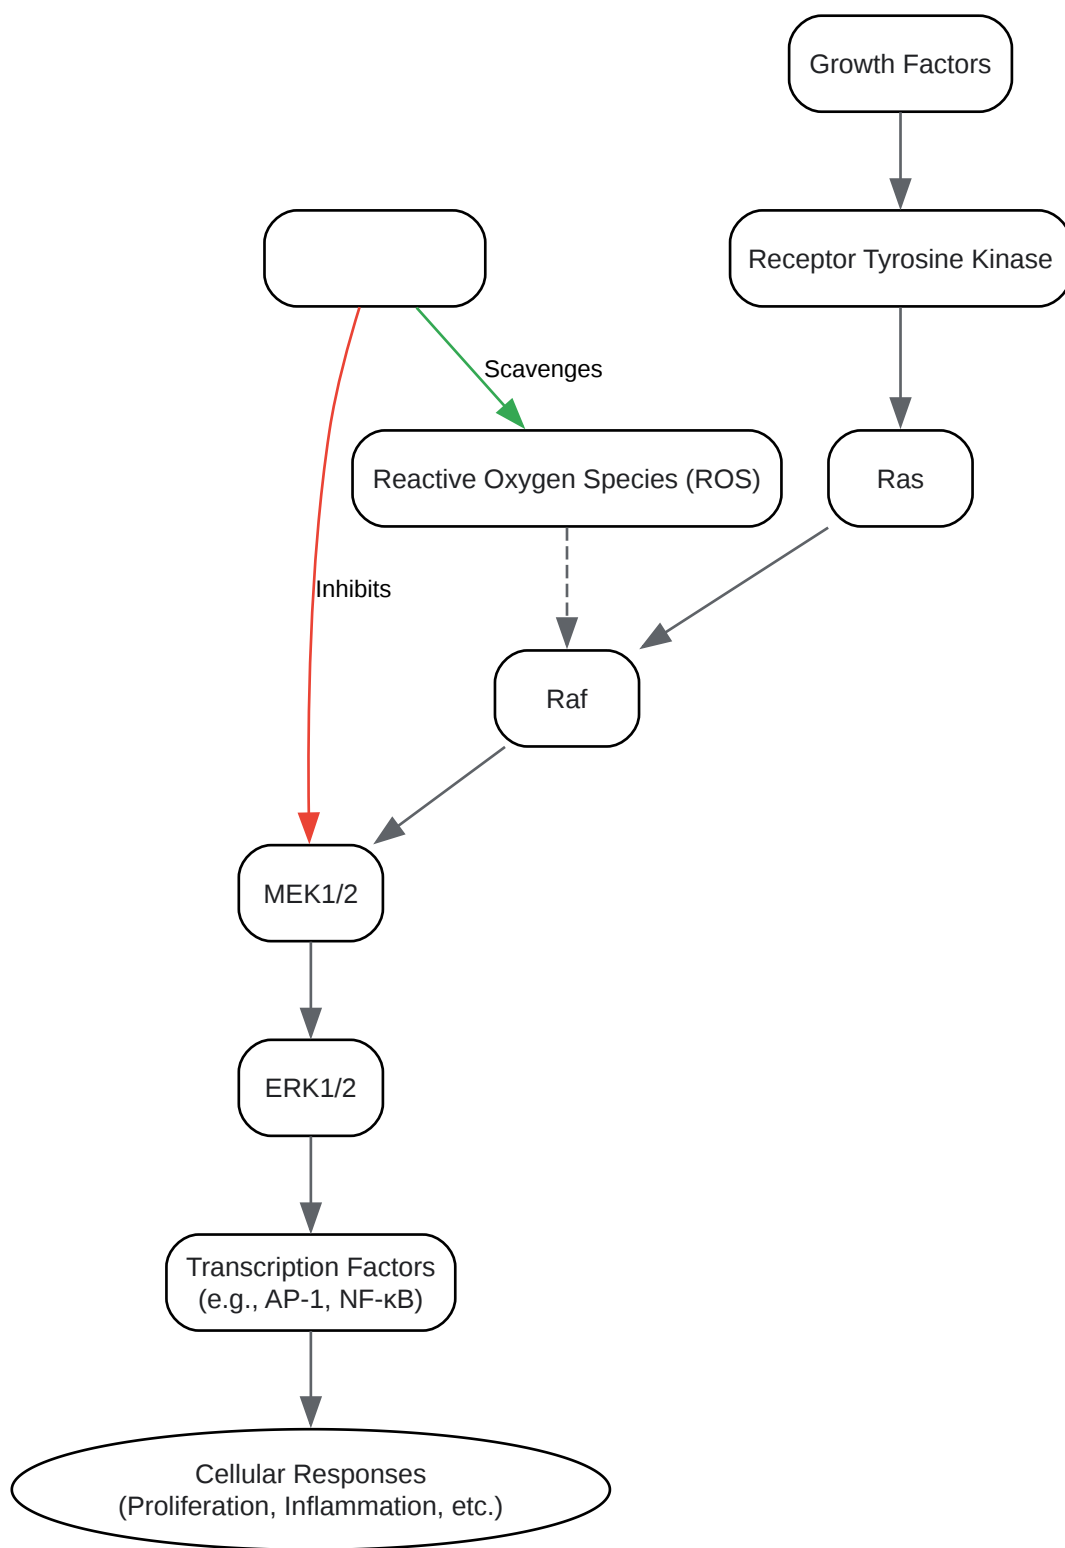 Growth Factors
Receptor Tyrosine Kinase
Scavenges
Reactive Oxygen Species (ROS)
Ras
Inhibits
Raf
MEK1/2
ERK1/2
Transcription Factors
(e.g., AP-1, NF-κB)
Cellular Responses
(Proliferation, Inflammation, etc.)